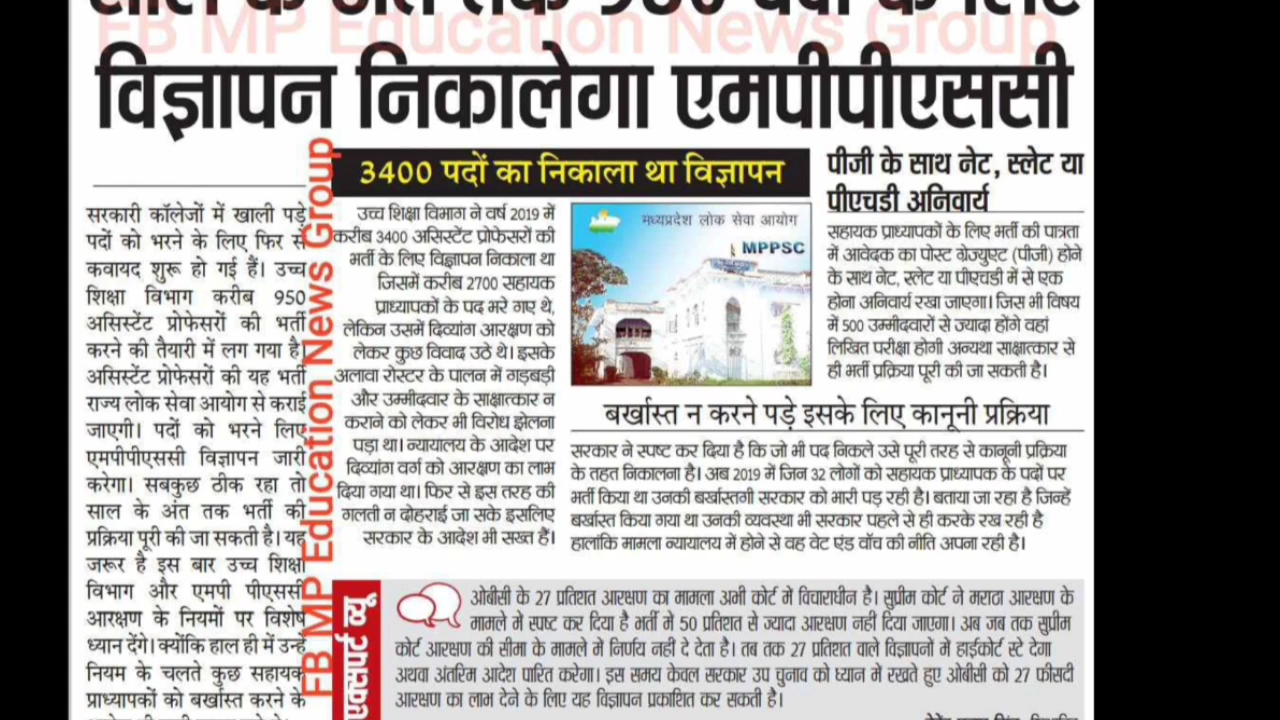 साल के अंत तक 950 पदों के लिए
विज्ञापन निकालेगा एमपीपीएससी
FB MP Education News Group
FB MP Education News Group
सरकारी कॉलेजों में खाली पड़े
पदों को भरने के लिए फिर से
कवायद शुरू हो गई हैं। उच्च
शिक्षा विभाग करीब 950
असिस्टेंट प्रोफेसरों की भर्ती
करने की तैयारी में लग गया है।
असिस्टेंट प्रोफेसरों की यह भर्ती
राज्य लोक सेवा आयोग से कराई
जाएगी। पदों को भरने लिए
एमपीपीएससी विज्ञापन जारी
करेगा। सबकुछ ठीक रहा तो
साल के अंत तक भर्ती की
प्रक्रिया पूरी की जा सकती है। यह
जरूर है इस बार उच्च शिक्षा
विभाग और एमपी पीएससी
आरक्षण के नियमों पर विशेष
ध्यान देंगे। क्योंकि हाल ही में उन्हें
नियम के चलते कुछ सहायक
प्राध्यापकों को बर्खास्त करने के
3400 पदों का निकाला था विज्ञापन
उच्च शिक्षा विभाग ने वर्ष 2019 में
करीब 3400 असिस्टेंट प्रोफेसरों की
भर्ती के लिए विज्ञापन निकाला था
जिसमें करीब 2700 सहायक
प्राध्यापकों के पद भरे गए थे,
लेकिन उसमें दिव्यांग आरक्षण को
लेकर कुछ विवाद उठे थे। इसके
अलावा रोस्टर के पालन में गड़बड़ी
और उम्मीदवार के साक्षात्कार न
कराने को लेकर भी विरोध झेलना
पड़ा था। न्यायालय के आदेश पर
दिव्यांग वर्ग को आरक्षण का लाभ
दिया गया था। फिर से इस तरह की
गलती न दोहराई जा सके इसलिए
सरकार के आदेश भी सख्त हैं।
मध्यप्रदेश लोक सेवा आयोग
MPPSC
पीजी के साथ नेट, स्लेट या
पीएचडी अनिवार्य
सहायक प्राध्यापकों के लिए भर्ती की पात्रता
में आवेदक का पोस्ट ग्रेज्युएट (पीजी) होने
के साथ नेट, स्लेट या पीएचडी में से एक
होना अनिवार्य रखा जाएगा। जिस भी विषय
में 500 उम्मीदवारों से ज्यादा होंगे वहां
लिखित परीक्षा होगी अन्यथा साक्षात्कार से
ही भर्ती प्रक्रिया पूरी की जा सकती है।
बर्खास्त न करने पड़े इसके लिए कानूनी प्रक्रिया
सरकार ने स्पष्ट कर दिया है कि जो भी पद निकले उसे पूरी तरह से कानूनी प्रक्रिया
के तहत निकालना है। अब 2019 में जिन 32 लोगों को सहायक प्राध्यापक के पदों पर
भर्ती किया था उनकी बर्खास्तगी सरकार को भारी पड़ रही है। बताया जा रहा है जिन्हें
बर्खास्त किया गया था उनकी व्यवस्था भी सरकार पहले से ही करके रख रही है
हालांकि मामला न्यायालय में होने से वह वेट एंड वॉच की नीति अपना रही है।
एक्सपर्ट व्यू
ओबीसी के 27 प्रतिशत आरक्षण का मामला अभी कोर्ट में विचाराधीन है। सुप्रीम कोर्ट ने मराठा आरक्षण के
मामले में स्पष्ट कर दिया है भर्ती में 50 प्रतिशत से ज्यादा आरक्षण नही दिया जाएगा। अब जब तक सुप्रीम
कोर्ट आरक्षण की सीमा के मामले में निर्णय नही दे देता है। तब तक 27 प्रतिशत वाले विज्ञापनों में हाईकोर्ट स्टे देगा
अथवा अंतरिम आदेश पारित करेगा। इस समय केवल सरकार उप चुनाव को ध्यान में रखते हुए ओबीसी को 27 फीसदी
आरक्षण का लाभ देने के लिए यह विज्ञापन प्रकाशित कर सकती है।